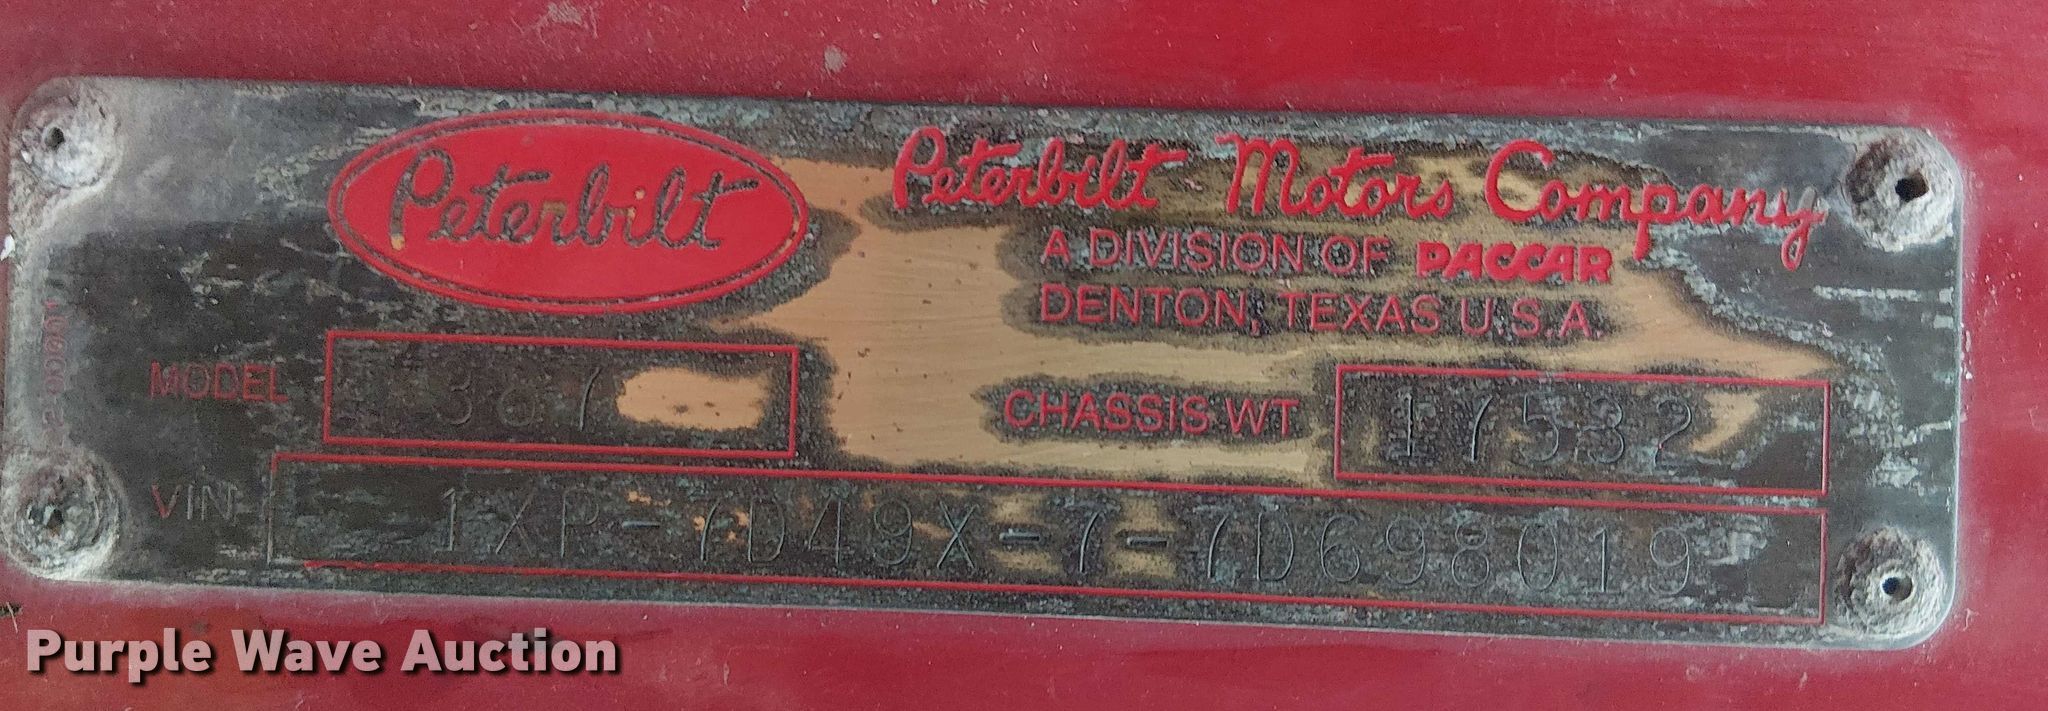 Peterbilt
Peterbilt Motors Company
A DIVISION OF PACCAR
DENTON, TEXAS U.S.A.
MODEL 387
CHASSIS WT 17532
VIN 1XP-7D49X-7-7D698019
Purple Wave Auction